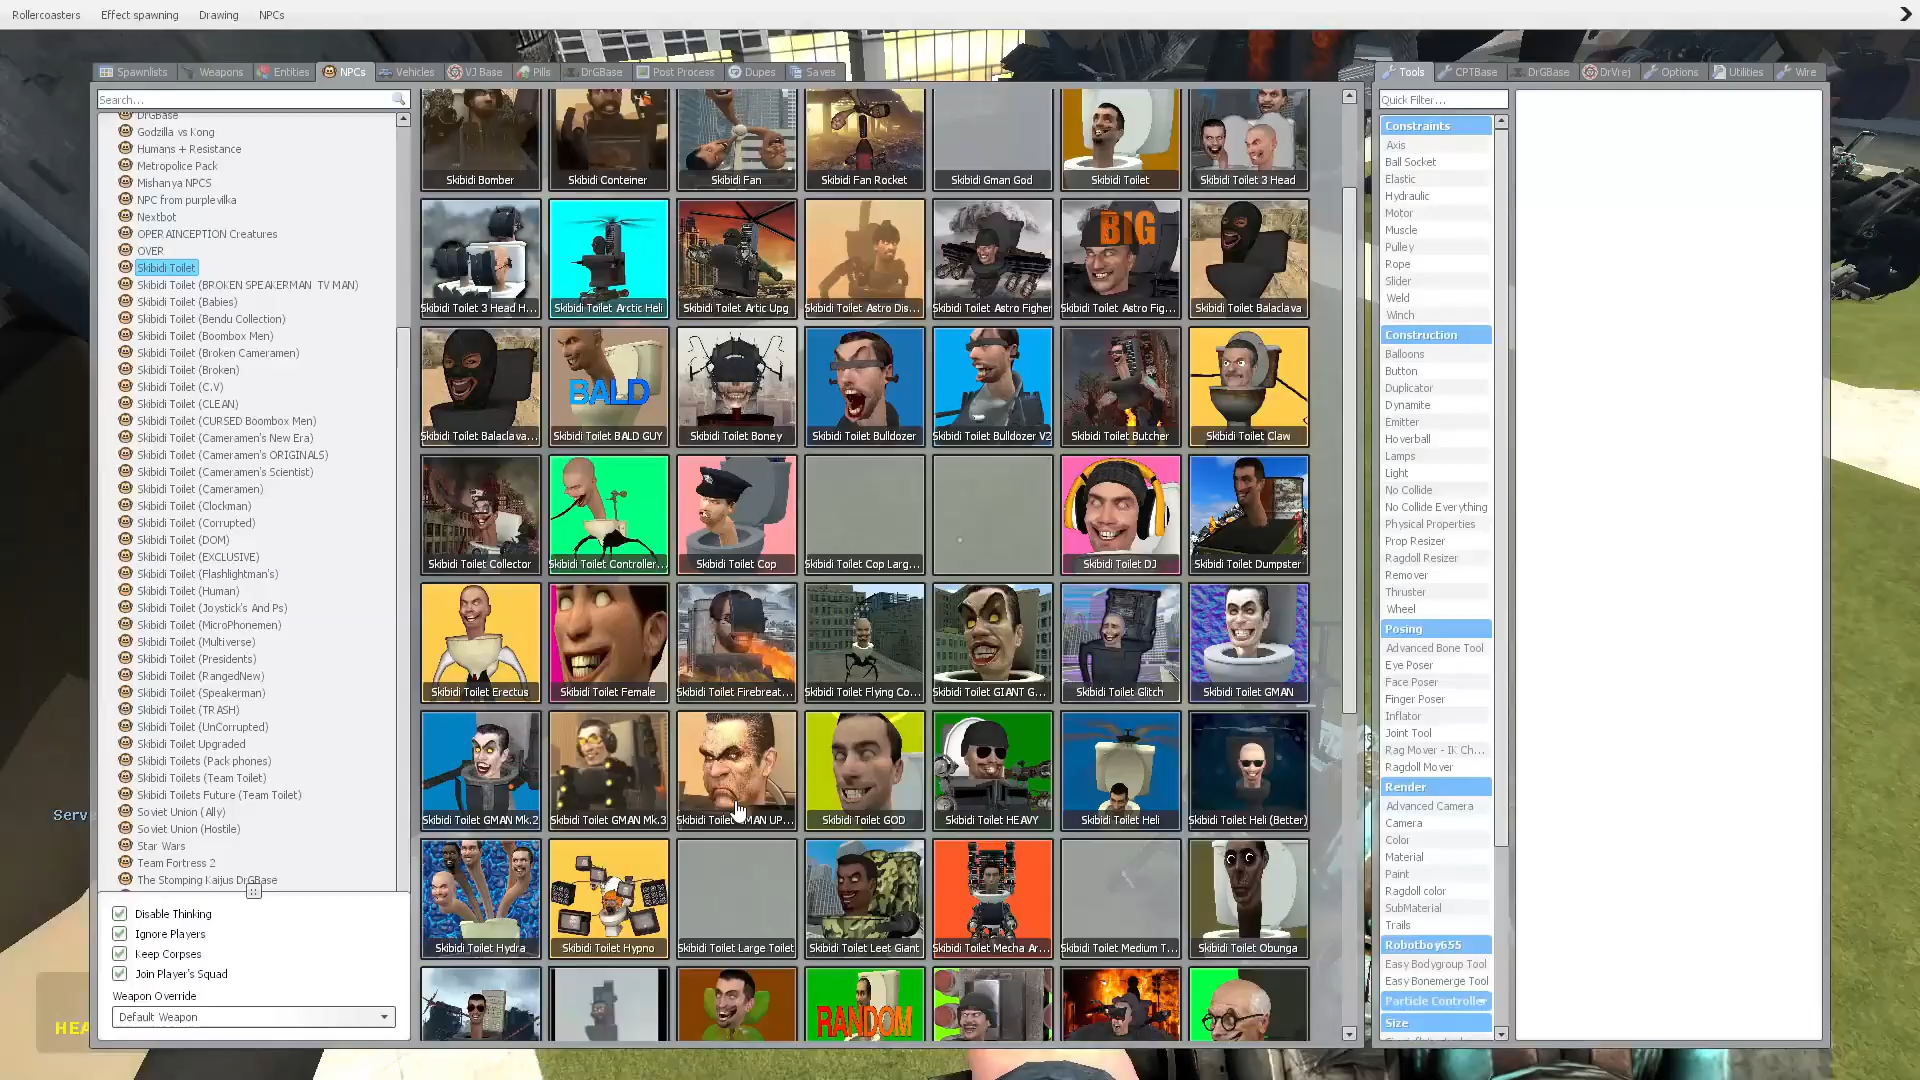 Rollercoasters Effect spawning Drawing NPCs
Spawnlists Weapons Entities NPCs Vehicles VJ Base Pills DrGBase Post Process Dupes Saves
Tools CPTBase DrGBase DrVrej Options Utilities Wire
Search...
DrGBase
Godzilla vs Kong
Humans + Resistance
Metropolice Pack
Mishanya NPCS
NPC from purplevilka
Nextbot
OPERAINCEPTION Creatures
OVER
Skibidi Toilet
Skibidi Toilet (BROKEN SPEAKERMAN TV MAN)
Skibidi Toilet (Babies)
Skibidi Toilet (Bendu Collection)
Skibidi Toilet (Boombox Men)
Skibidi Toilet (Broken Cameramen)
Skibidi Toilet (Broken)
Skibidi Toilet (C.V)
Skibidi Toilet (CLEAN)
Skibidi Toilet (CURSED Boombox Men)
Skibidi Toilet (Cameramen's New Era)
Skibidi Toilet (Cameramen's ORIGINALS)
Skibidi Toilet (Cameramen's Scientist)
Skibidi Toilet (Cameramen)
Skibidi Toilet (Clockman)
Skibidi Toilet (Corrupted)
Skibidi Toilet (DOM)
Skibidi Toilet (EXCLUSIVE)
Skibidi Toilet (Flashlightman's)
Skibidi Toilet (Human)
Skibidi Toilet (Joystick's And Ps)
Skibidi Toilet (MicroPhonemen)
Skibidi Toilet (Multiverse)
Skibidi Toilet (Presidents)
Skibidi Toilet (RangedNew)
Skibidi Toilet (Speakerman)
Skibidi Toilet (TRASH)
Skibidi Toilet (UnCorrupted)
Skibidi Toilet Upgraded
Skibidi Toilets (Pack phones)
Skibidi Toilets (Team Toilet)
Skibidi Toilets Future (Team Toilet)
Soviet Union (Ally)
Soviet Union (Hostile)
Star Wars
Team Fortress 2
The Stomping Kaijus DrGBase
Disable Thinking
Ignore Players
Keep Corpses
Join Player's Squad
Weapon Override
Default Weapon
Serv
HEA
Skibidi Bomber Skibidi Conteiner Skibidi Fan Skibidi Fan Rocket Skibidi Gman God Skibidi Toilet Skibidi Toilet 3 Head
BIG
Skibidi Toilet 3 Head H... Skibidi Toilet Arctic Heli Skibidi Toilet Artic Upg Skibidi Toilet Astro Dis... Skibidi Toilet Astro Figher Skibidi Toilet Astro Fig... Skibidi Toilet Balaclava
BALD
Skibidi Toilet Balaclava... Skibidi Toilet BALD GUY Skibidi Toilet Boney Skibidi Toilet Bulldozer Skibidi Toilet Bulldozer V2 Skibidi Toilet Butcher Skibidi Toilet Claw
Skibidi Toilet Collector Skibidi Toilet Controller... Skibidi Toilet Cop Skibidi Toilet Cop Larg... Skibidi Toilet DJ Skibidi Toilet Dumpster
Skibidi Toilet Erectus Skibidi Toilet Female Skibidi Toilet Firebreat... Skibidi Toilet Flying Co... Skibidi Toilet GIANT G... Skibidi Toilet Glitch Skibidi Toilet GMAN
Skibidi Toilet GMAN Mk.2 Skibidi Toilet GMAN Mk.3 Skibidi Toilet GMAN UP... Skibidi Toilet GOD Skibidi Toilet HEAVY Skibidi Toilet Heli Skibidi Toilet Heli (Better)
Skibidi Toilet Hydra Skibidi Toilet Hypno Skibidi Toilet Large Toilet Skibidi Toilet Leet Giant Skibidi Toilet Mecha Ar... Skibidi Toilet Medium T... Skibidi Toilet Obunga
RANDOM
Quick Filter...
Constraints
Axis
Ball Socket
Elastic
Hydraulic
Motor
Muscle
Pulley
Rope
Slider
Weld
Winch
Construction
Balloons
Button
Duplicator
Dynamite
Emitter
Hoverball
Lamps
Light
No Collide
No Collide Everything
Physical Properties
Prop Resizer
Ragdoll Resizer
Remover
Thruster
Wheel
Posing
Advanced Bone Tool
Eye Poser
Face Poser
Finger Poser
Inflator
Joint Tool
Rag Mover - IK Ch...
Ragdoll Mover
Render
Advanced Camera
Camera
Color
Material
Paint
Ragdoll color
SubMaterial
Trails
Robotboy655
Easy Bodygroup Tool
Easy Bonemerge Tool
Particle Controller
Size